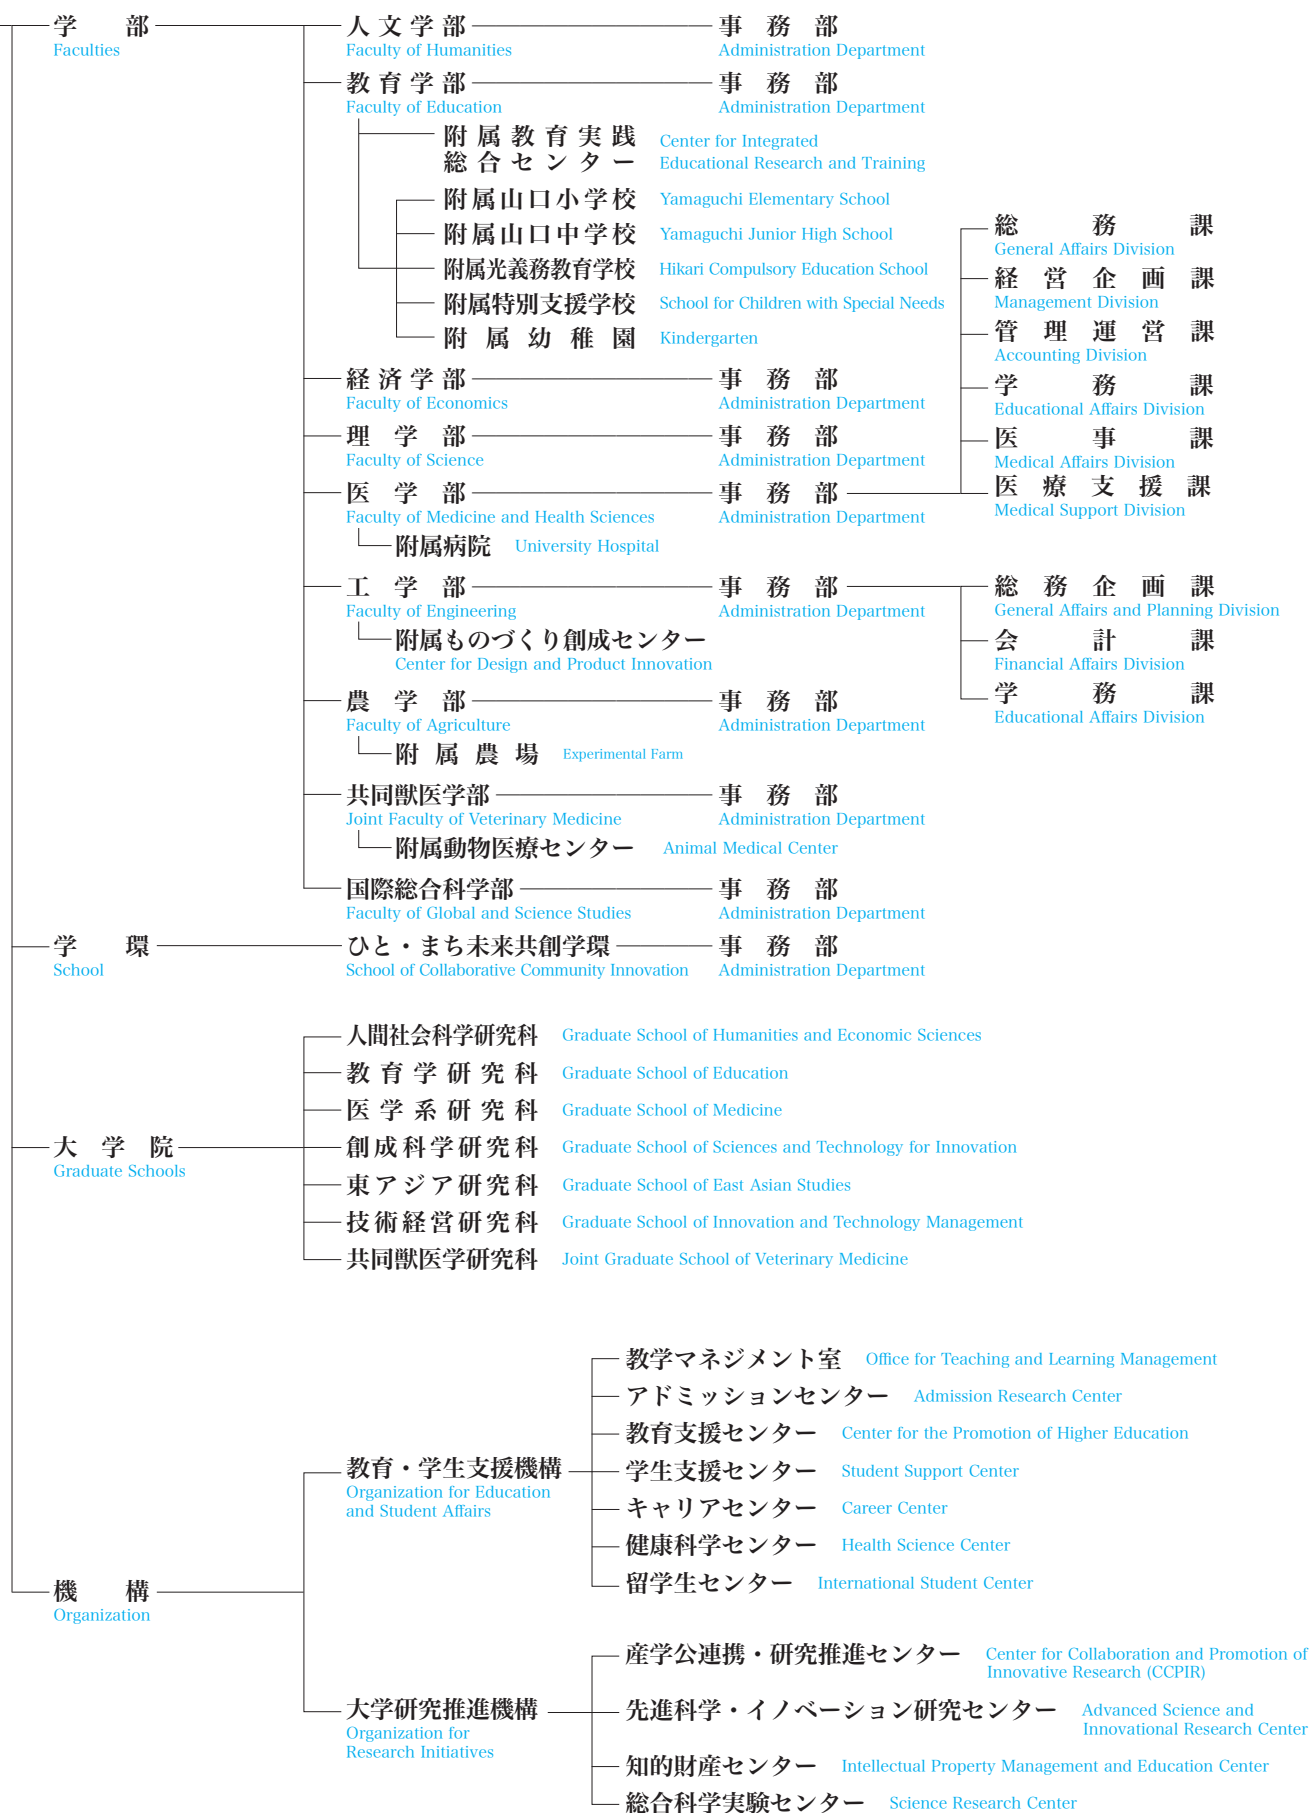 学部
Faculties
人文学部
Faculty of Humanities
事務部
Administration Department
教育学部
Faculty of Education
事務部
Administration Department
附属教育実践
総合センター
Center for Integrated
Educational Research and Training
附属山口小学校 Yamaguchi Elementary School
附属山口中学校 Yamaguchi Junior High School
附属光義務教育学校 Hikari Compulsory Education School
附属特別支援学校 School for Children with Special Needs
附属幼稚園 Kindergarten
経済学部
Faculty of Economics
事務部
Administration Department
理学部
Faculty of Science
事務部
Administration Department
医学部
Faculty of Medicine and Health Sciences
事務部
Administration Department
総務課
General Affairs Division
経営企画課
Management Division
管理運営課
Accounting Division
学務課
Educational Affairs Division
医事課
Medical Affairs Division
医療支援課
Medical Support Division
附属病院 University Hospital
工学部
Faculty of Engineering
事務部
Administration Department
総務企画課
General Affairs and Planning Division
会計課
Financial Affairs Division
学務課
Educational Affairs Division
附属ものづくり創成センター
Center for Design and Product Innovation
農学部
Faculty of Agriculture
事務部
Administration Department
附属農場 Experimental Farm
共同獣医学部
Joint Faculty of Veterinary Medicine
事務部
Administration Department
附属動物医療センター Animal Medical Center
国際総合科学部
Faculty of Global and Science Studies
事務部
Administration Department
学環
School
ひと・まち未来共創学環
School of Collaborative Community Innovation
事務部
Administration Department
大学院
Graduate Schools
人間社会科学研究科 Graduate School of Humanities and Economic Sciences
教育学研究科 Graduate School of Education
医学系研究科 Graduate School of Medicine
創成科学研究科 Graduate School of Sciences and Technology for Innovation
東アジア研究科 Graduate School of East Asian Studies
技術経営研究科 Graduate School of Innovation and Technology Management
共同獣医学研究科 Joint Graduate School of Veterinary Medicine
機構
Organization
教育・学生支援機構
Organization for Education
and Student Affairs
教学マネジメント室 Office for Teaching and Learning Management
アドミッションセンター Admission Research Center
教育支援センター Center for the Promotion of Higher Education
学生支援センター Student Support Center
キャリアセンター Career Center
健康科学センター Health Science Center
留学生センター International Student Center
大学研究推進機構
Organization for
Research Initiatives
産学公連携・研究推進センター Center for Collaboration and Promotion of
Innovative Research (CCPIR)
先進科学・イノベーション研究センター Advanced Science and
Innovational Research Center
知的財産センター Intellectual Property Management and Education Center
総合科学実験センター Science Research Center